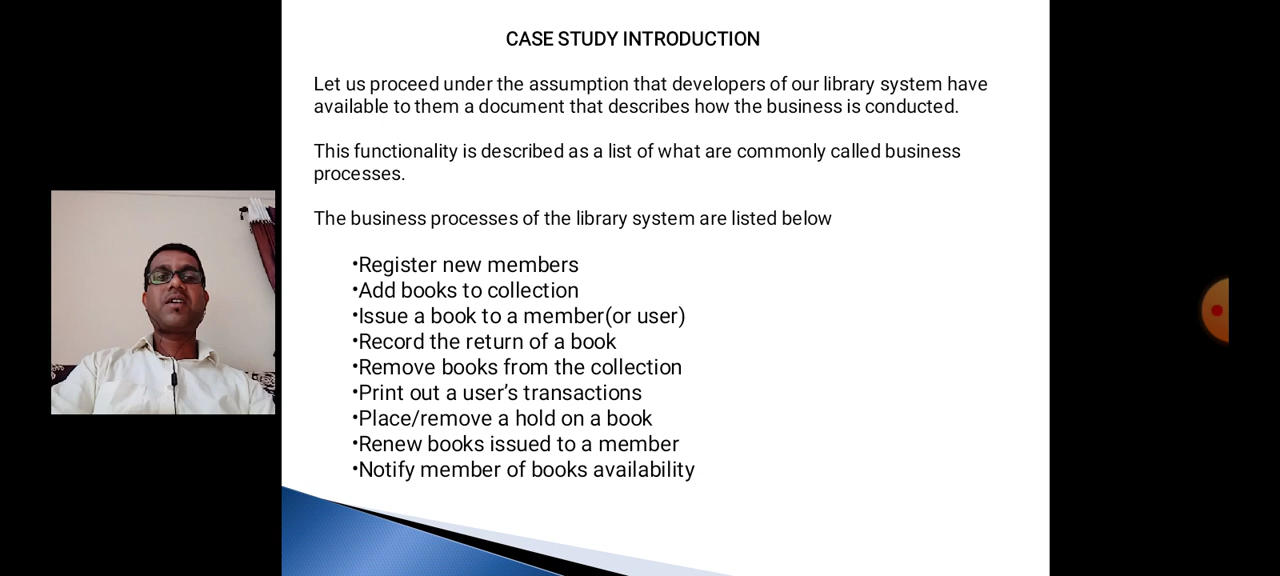 CASE STUDY INTRODUCTION
Let us proceed under the assumption that developers of our library system have
available to them a document that describes how the business is conducted.
This functionality is described as a list of what are commonly called business
processes.
The business processes of the library system are listed below
•Register new members
•Add books to collection
•Issue a book to a member(or user)
•Record the return of a book
•Remove books from the collection
•Print out a user’s transactions
•Place/remove a hold on a book
•Renew books issued to a member
•Notify member of books availability